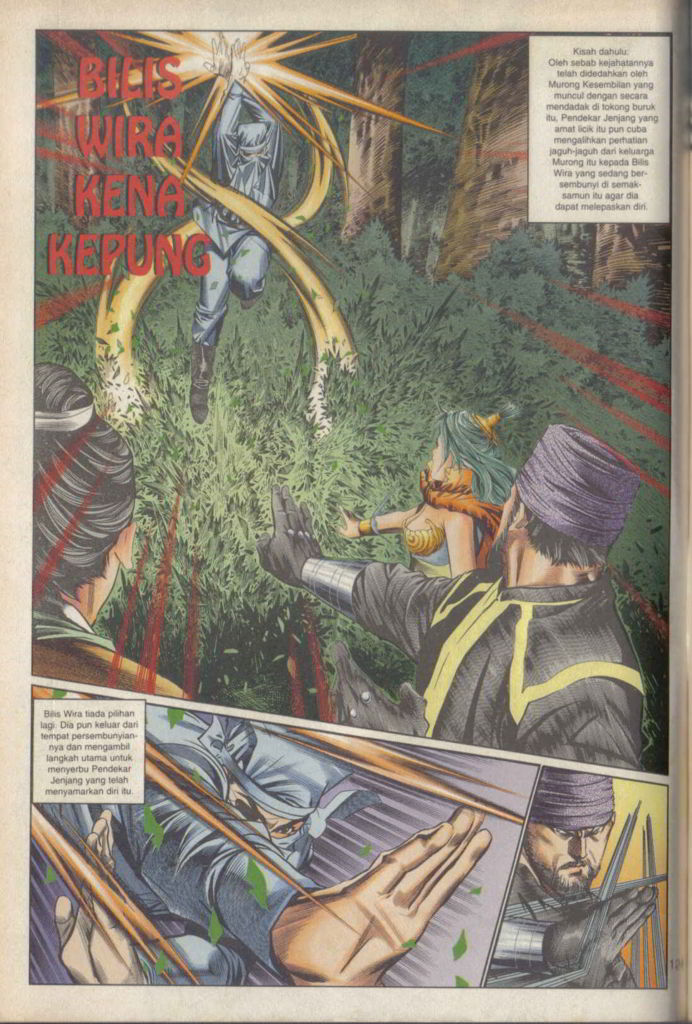 BILIS
WIRA
KENA
KEPUNG
Kisah dahulu:
Oleh sebab kejahatannya
telah didedahkan oleh
Murong Kesembilan yang
muncul dengan secara
mendadak di tokong buruk
itu, Pendekar Jenjang yang
amat licik itu pun cuba
mengalihkan perhatian
jaguh-jaguh dari keluarga
Murong itu kepada Bilis
Wira yang sedang ber-
sembunyi di semak-
samun itu agar dia
dapat melepaskan diri.
Bilis Wira tiada pilihan
lagi. Dia pun keluar dari
tempat persembunyian-
nya dan mengambil
langkah utama untuk
menyerbu Pendekar
Jenjang yang telah
menyamarkan diri itu.